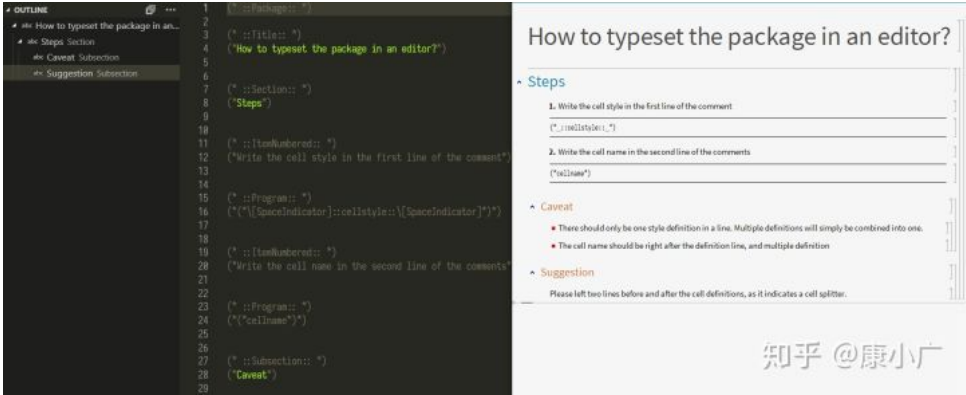 OUTLINE
abc How to typeset the package in an...
abc Steps Section
abc Caveat Subsection
abc Suggestion Subsection
1 (* ::Package:: *)
2
3 (* ::Title:: *)
4 (*How to typeset the package in an editor?*)
5
6
7 (* ::Section:: *)
8 (*Steps*)
9
10
11 (* ::ItemNumbered:: *)
12 (*Write the cell style in the first line of the comment*)
13
14
15 (* ::Program:: *)
16 (*(*\[SpaceIndicator]::cellstyle::\[SpaceIndicator]*)*)
17
18
19 (* ::ItemNumbered:: *)
20 (*Write the cell name in the second line of the comments*
21
22
23 (* ::Program:: *)
24 (*(*cellname*)*)
25
26
27 (* ::Subsection:: *)
28 (*Caveat*)
29
How to typeset the package in an editor?
Steps
1. Write the cell style in the first line of the comment
(*␣::cellstyle::␣*)
2. Write the cell name in the second line of the comments
(*cellname*)
Caveat
There should only be one style definition in a line. Multiple definitions will simply be combined into one.
The cell name should be right after the definition line, and multiple definition
Suggestion
Please left two lines before and after the cell definitions, as it indicates a cell splitter.
知乎 @康小广